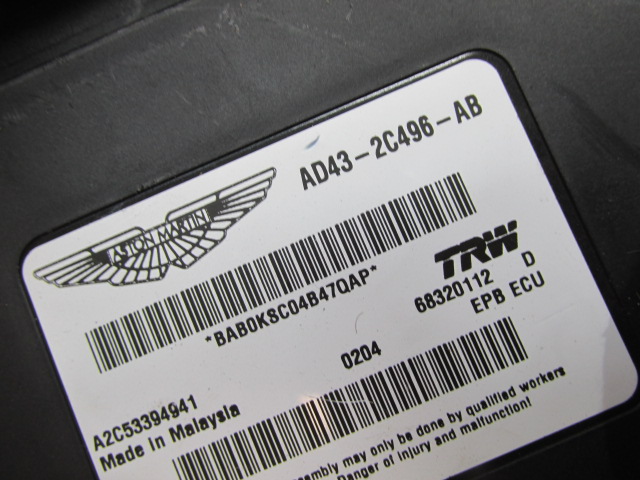 AD43-2C496-AB
ASTON MARTIN
*BAB0KSC04B47QAP*
TRW
68320112 D
EPB ECU
0204
A2C53394941
Made in Malaysia
may only be done by qualified workers
Danger of injury and malfunction!